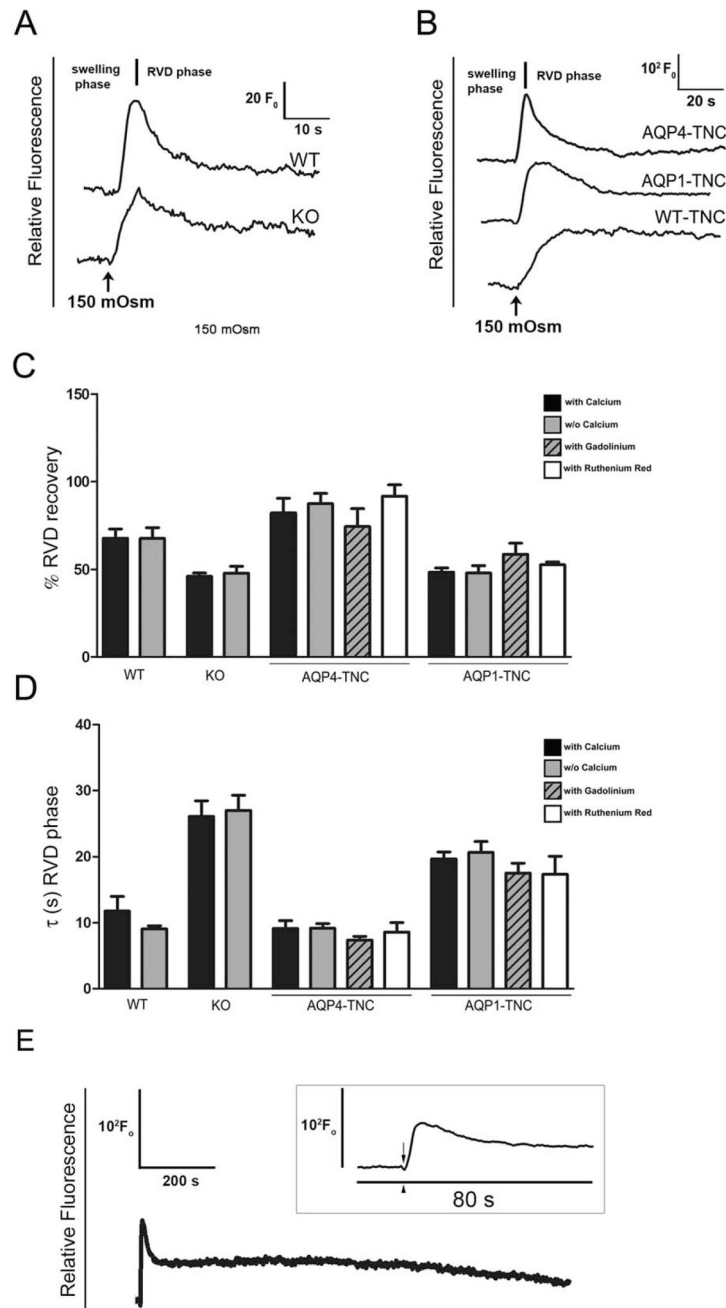 A
Relative Fluorescence
swelling phase
RVD phase
20 F₀
10 s
WT
KO
150 mOsm
150 mOsm
B
Relative Fluorescence
swelling phase
RVD phase
10² F₀
20 s
AQP4-TNC
AQP1-TNC
WT-TNC
150 mOsm
C
% RVD recovery
150
100
50
0
with Calcium
w/o Calcium
with Gadolinium
with Ruthenium Red
WT
KO
AQP4-TNC
AQP1-TNC
D
τ (s) RVD phase
40
30
20
10
0
with Calcium
w/o Calcium
with Gadolinium
with Ruthenium Red
WT
KO
AQP4-TNC
AQP1-TNC
E
Relative Fluorescence
10²F₀
200 s
10²F₀
80 s